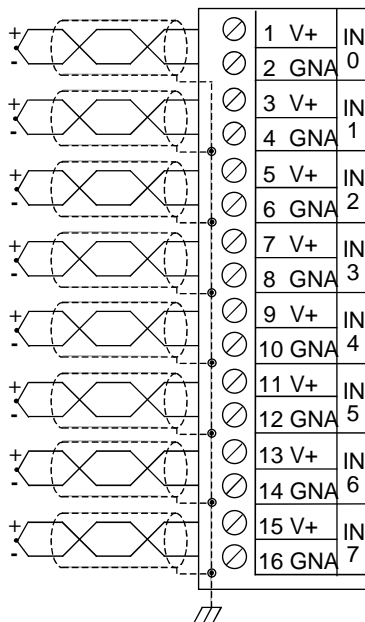 + 1 V+ IN
- 2 GNA 0
+ 3 V+ IN
- 4 GNA 1
+ 5 V+ IN
- 6 GNA 2
+ 7 V+ IN
- 8 GNA 3
+ 9 V+ IN
- 10 GNA 4
+ 11 V+ IN
- 12 GNA 5
+ 13 V+ IN
- 14 GNA 6
+ 15 V+ IN
- 16 GNA 7